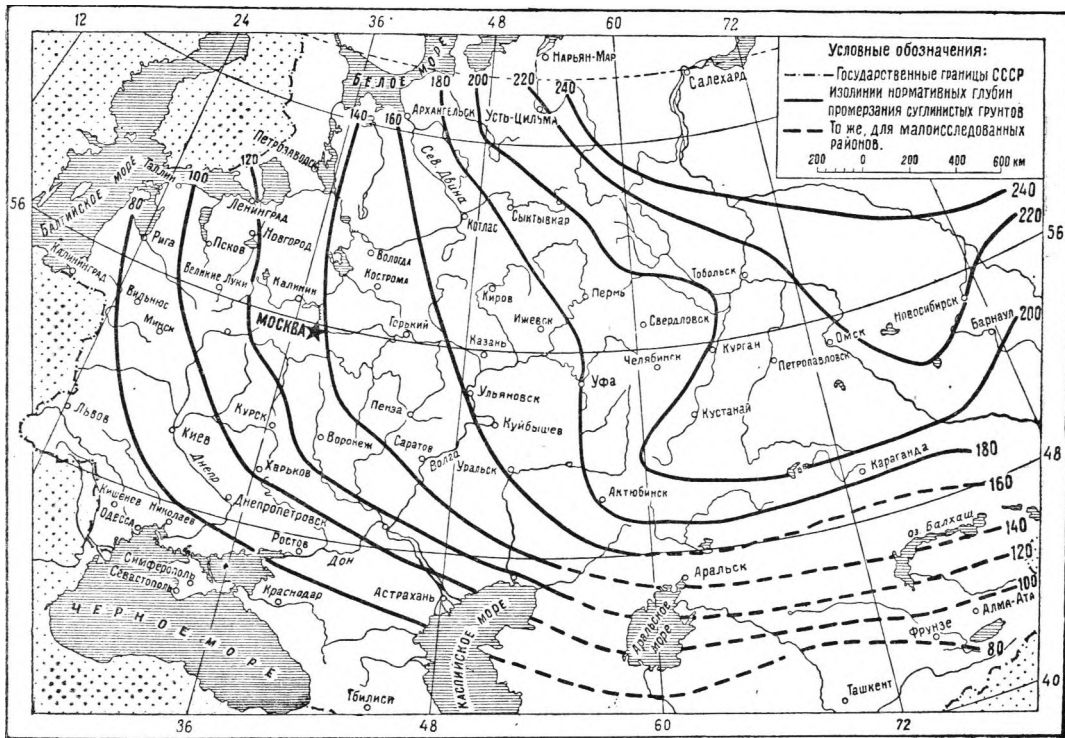 12
24
36
48
60
72
Условные обозначения:
Государственные границы СССР
Изолинии нормативных глубин
промерзания суглинистых грунтов
То же, для малоисследованных
районов.
200 0 200 400 600 км
БЕЛОЕ МОРЕ
180
200
220
240
Нарьян-Мар
Салехард
140
160
Архангельск
Усть-Цильма
Петрозаводск
120
100
Таллин
Сев. Двина
240
220
56
БАЛТИЙСКОЕ МОРЕ
80
Ленинград
Сыктывкар
Котлас
56
Рига
Псков
Новгород
Вологда
Калининград
Великие Луки
Калинин
Кострома
Тобольск
Вильнюс
Киров
Пермь
Новосибирск
Минск
МОСКВА
Горький
Ижевск
Свердловск
Барнаул
200
Казань
Курган
Омск
Челябинск
Петропавловск
Уфа
Львов
Курск
Пенза
Ульяновск
Кустанай
Киев
Воронеж
Саратов
Куйбышев
Волга
Днепр
Харьков
Уральск
Караганда
180
48
Актюбинск
160
Кишенев
Николаев
Днепропетровск
Одесса
оз Балхаш
140
Ростов
Дон
120
Симферополь
Аральск
100
Севастополь
Краснодар
Астрахань
Алма-Ата
Фрунзе
ЧЕРНОЕ МОРЕ
КАСПИЙСКОЕ МОРЕ
Аральское
море
80
Тбилиси
Ташкент
40
36
48
60
72